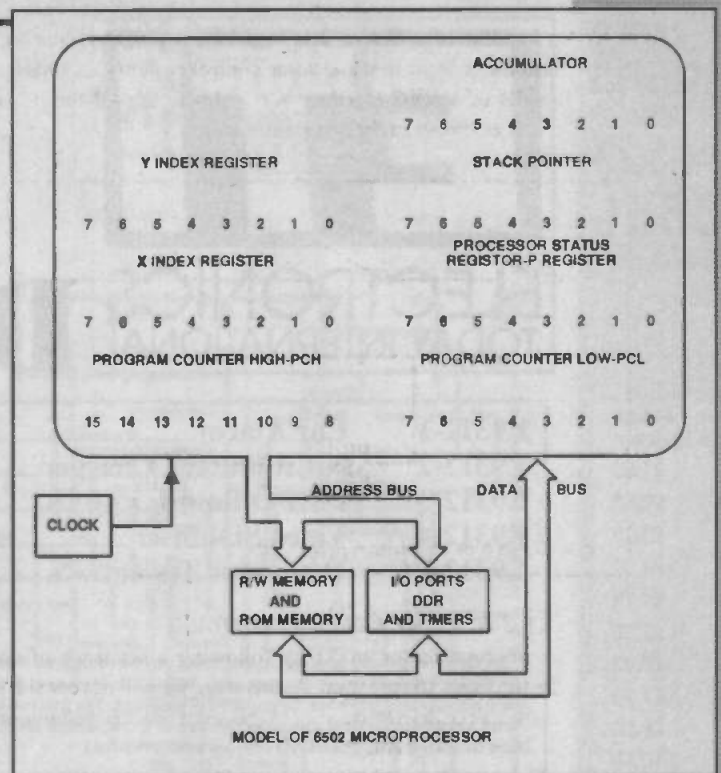 ACCUMULATOR
7 6 5 4 3 2 1 0
Y INDEX REGISTER
STACK POINTER
7 6 5 4 3 2 1 0
7 6 5 4 3 2 1 0
X INDEX REGISTER
PROCESSOR STATUS
REGISTOR-P REGISTER
7 6 5 4 3 2 1 0
7 6 5 4 3 2 1 0
PROGRAM COUNTER HIGH-PCH
PROGRAM COUNTER LOW-PCL
15 14 13 12 11 10 9 8
7 6 5 4 3 2 1 0
CLOCK
ADDRESS BUS
DATA BUS
R/W MEMORY
AND
ROM MEMORY
I/O PORTS
DDR
AND TIMERS
MODEL OF 6502 MICROPROCESSOR